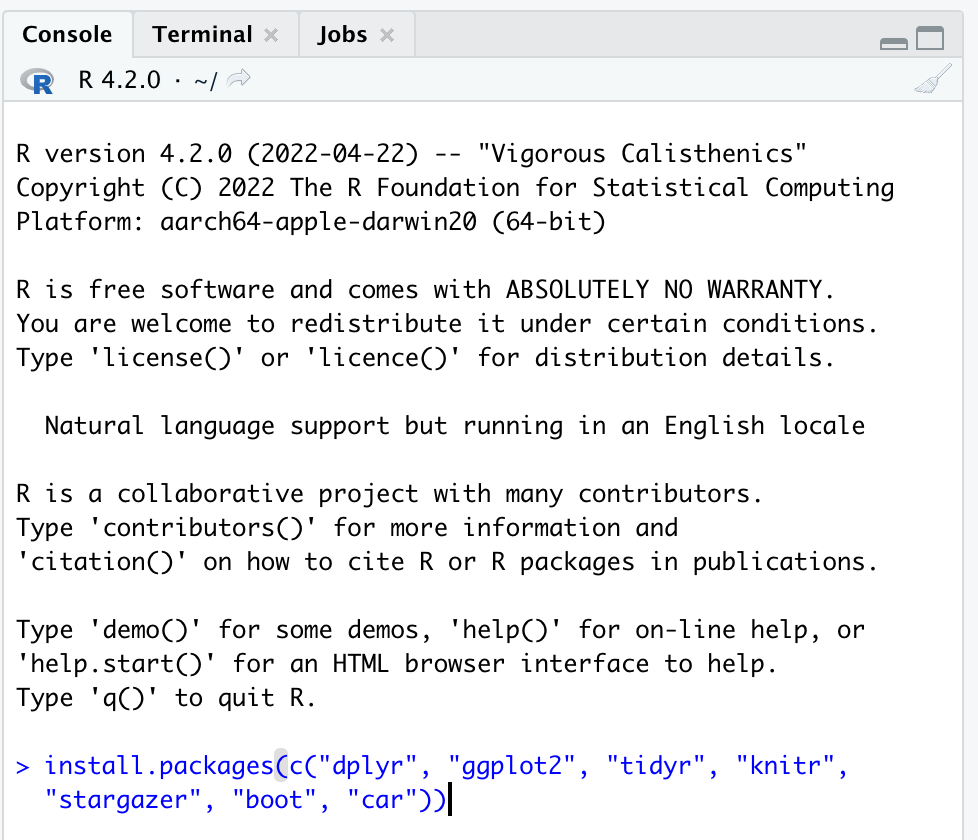 Console Terminal Jobs
R R 4.2.0 · ~/
R version 4.2.0 (2022-04-22) -- "Vigorous Calisthenics"
Copyright (C) 2022 The R Foundation for Statistical Computing
Platform: aarch64-apple-darwin20 (64-bit)
R is free software and comes with ABSOLUTELY NO WARRANTY.
You are welcome to redistribute it under certain conditions.
Type 'license()' or 'licence()' for distribution details.
Natural language support but running in an English locale
R is a collaborative project with many contributors.
Type 'contributors()' for more information and
'citation()' on how to cite R or R packages in publications.
Type 'demo()' for some demos, 'help()' for on-line help, or
'help.start()' for an HTML browser interface to help.
Type 'q()' to quit R.
> install.packages(c("dplyr", "ggplot2", "tidyr", "knitr",
"stargazer", "boot", "car"))